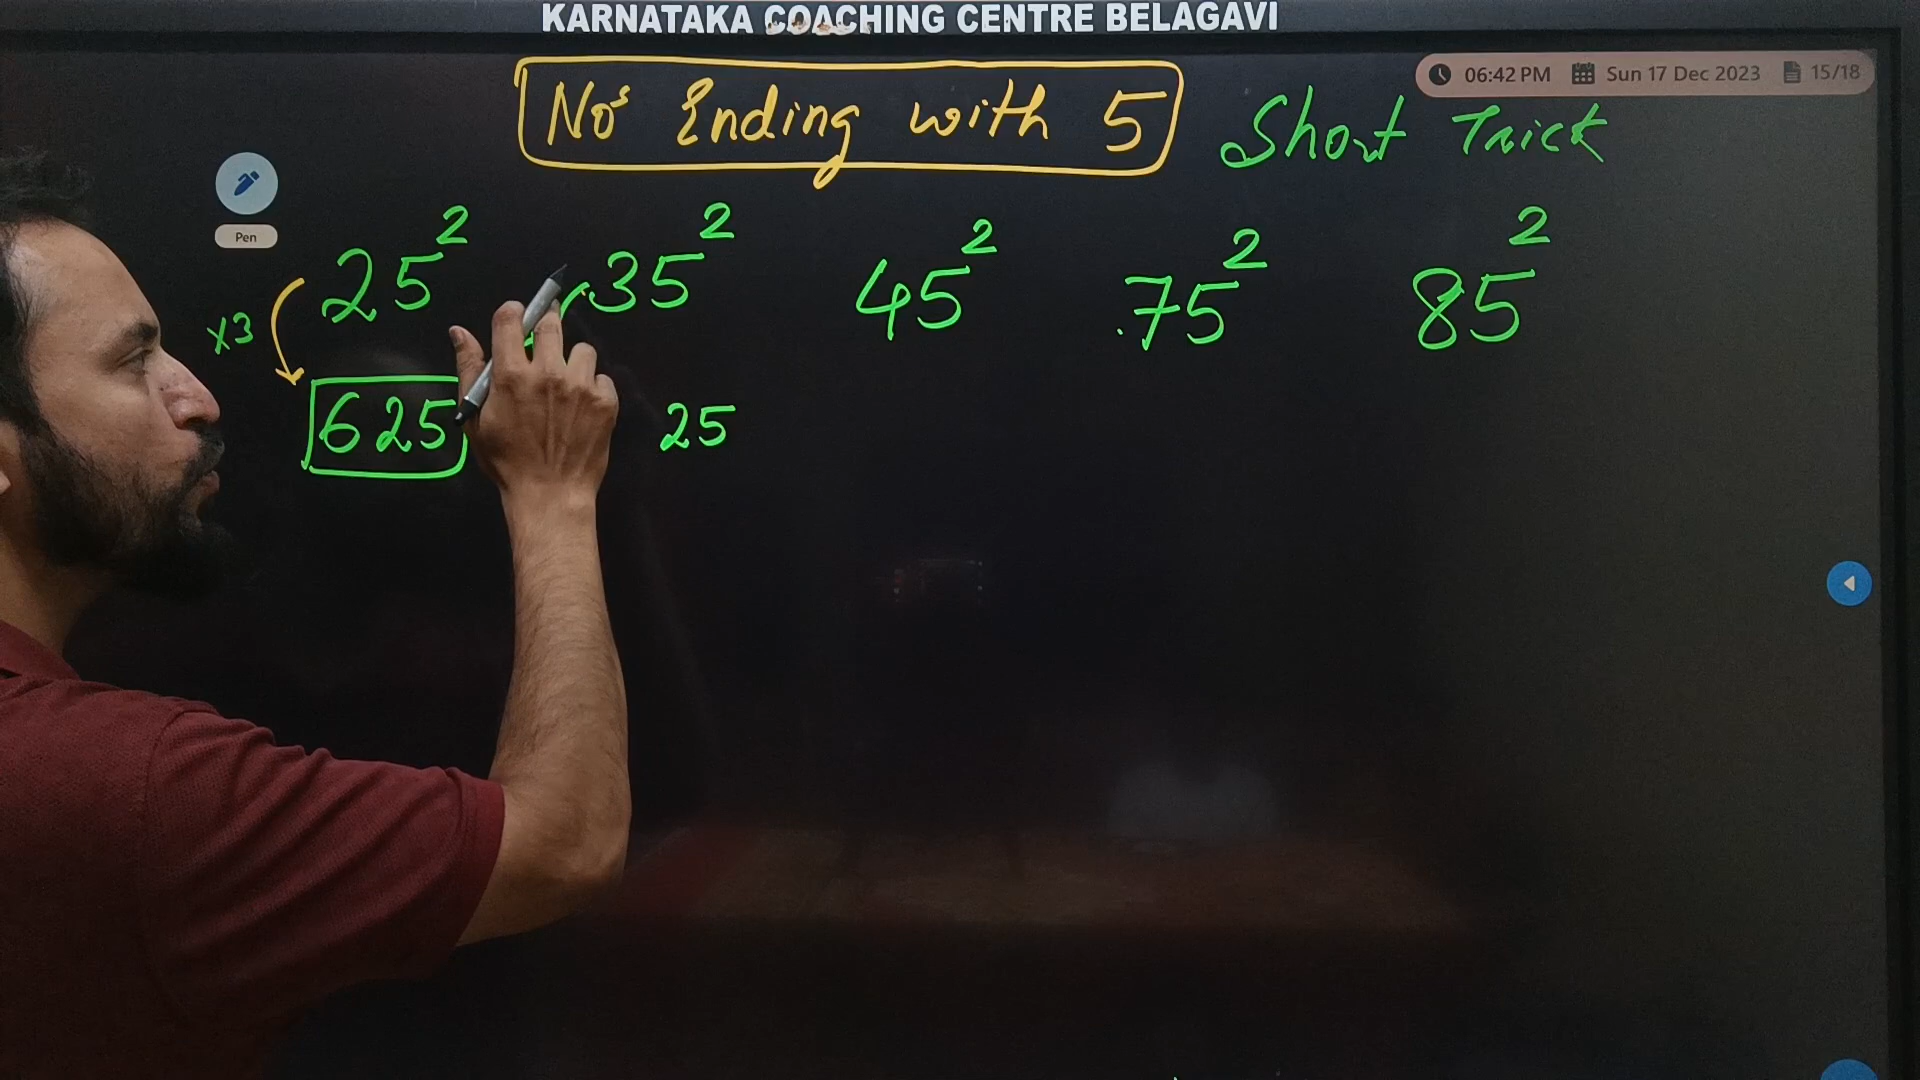 KARNATAKA COACHING CENTRE BELAGAVI
06:42 PM Sun 17 Dec 2023 15/18
Nos Ending with 5 Short Trick
Pen
25² 35² 45² 75² 85²
x3
625 25